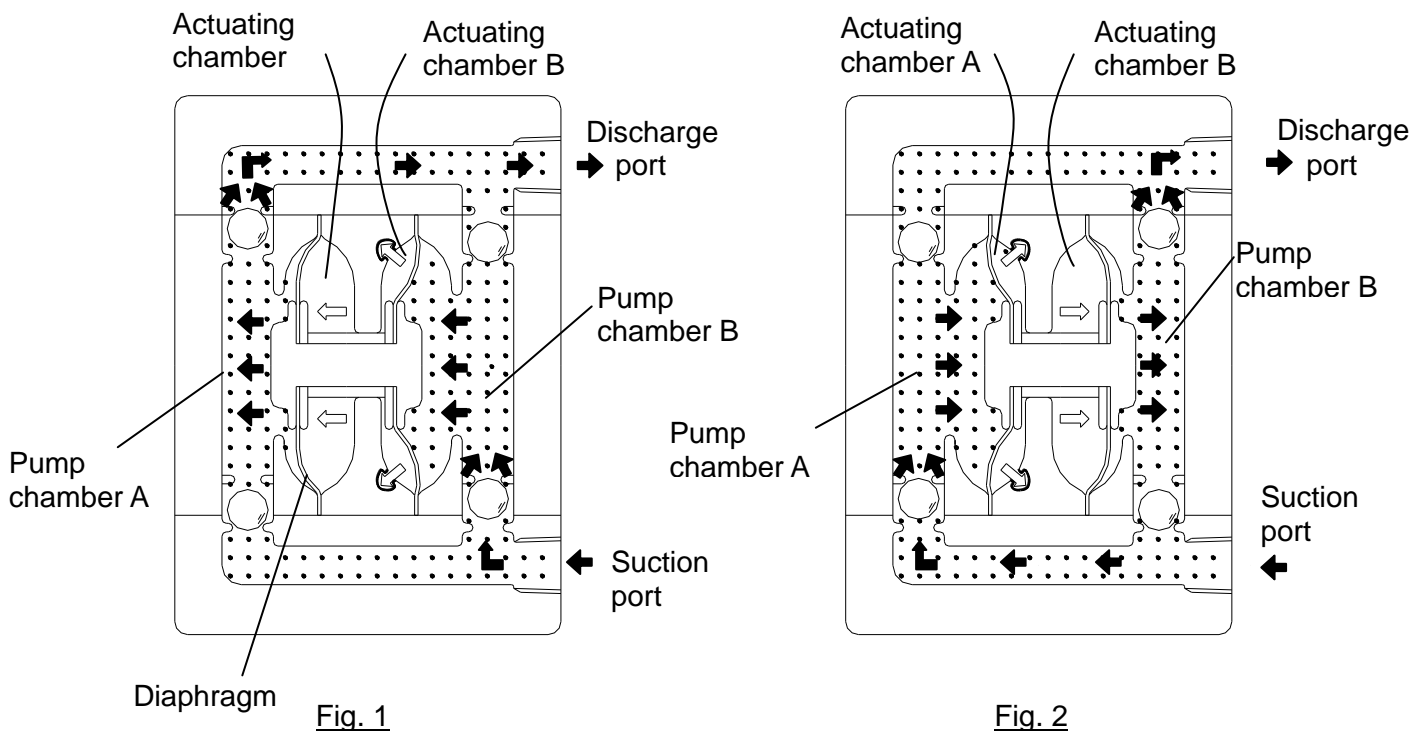 Actuating
chamber
Actuating
chamber B
Discharge
port
Pump
chamber B
Pump
chamber A
Suction
port
Diaphragm
Fig. 1
Actuating
chamber A
Actuating
chamber B
Discharge
port
Pump
chamber B
Pump
chamber A
Suction
port
Fig. 2